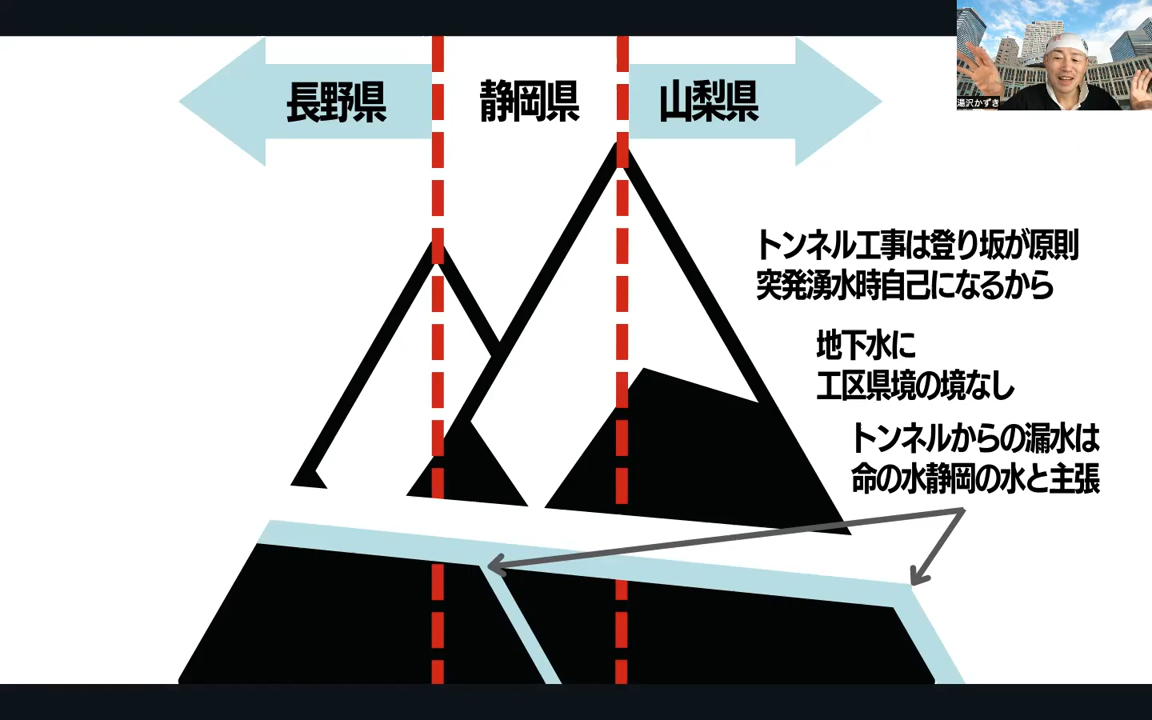 長野県
静岡県
山梨県
湯沢かずき
トンネル工事は登り坂が原則
突発湧水時自己になるから
地下水に
工区県境の境なし
トンネルからの漏水は
命の水静岡の水と主張